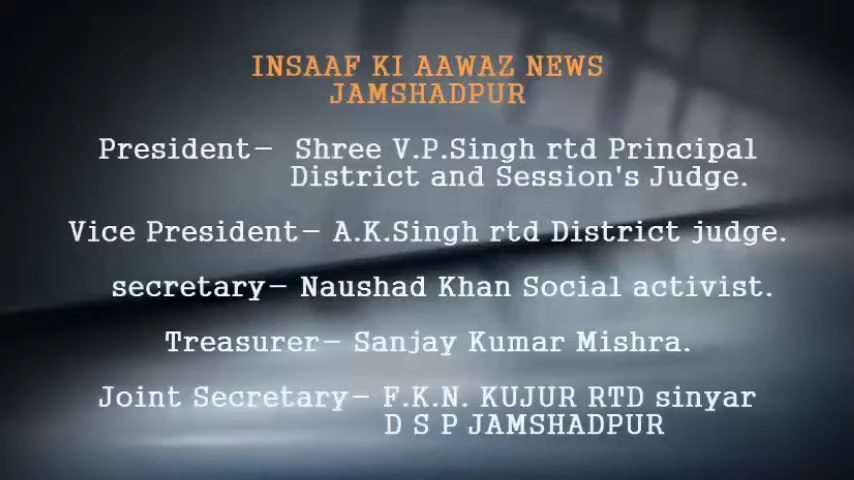 INSAAF KI AAWAZ NEWS
JAMSHADPUR
President- Shree V.P.Singh rtd Principal
District and Session's Judge.
Vice President- A.K.Singh rtd District judge.
secretary- Naushad Khan Social activist.
Treasurer- Sanjay Kumar Mishra.
Joint Secretary- F.K.N. KUJUR RTD sinyar
D S P JAMSHADPUR